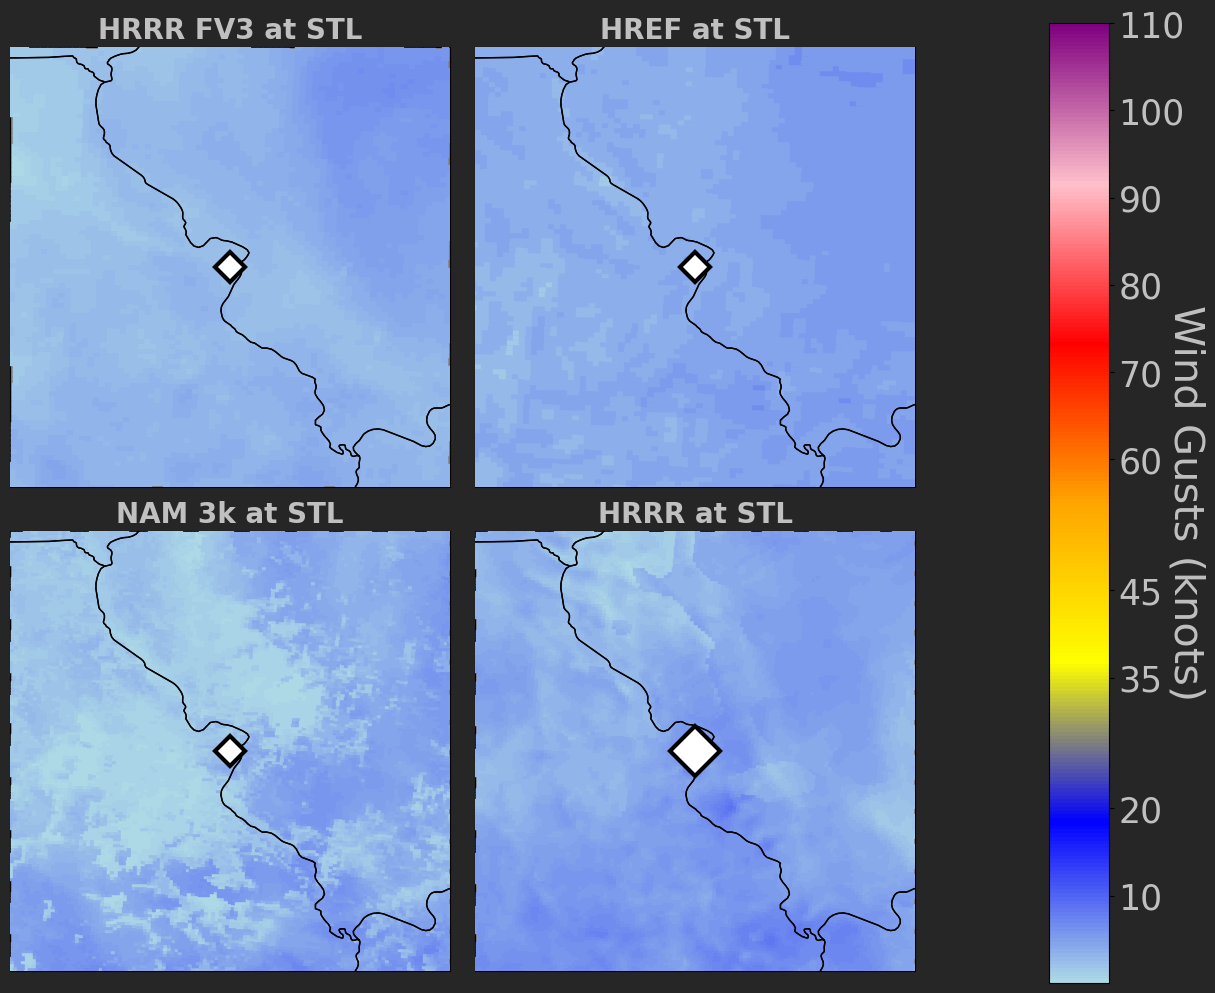 HRRR FV3 at STL
HREF at STL
NAM 3k at STL
HRRR at STL
110
100
90
80
70
60
45
35
20
10
Wind Gusts (knots)